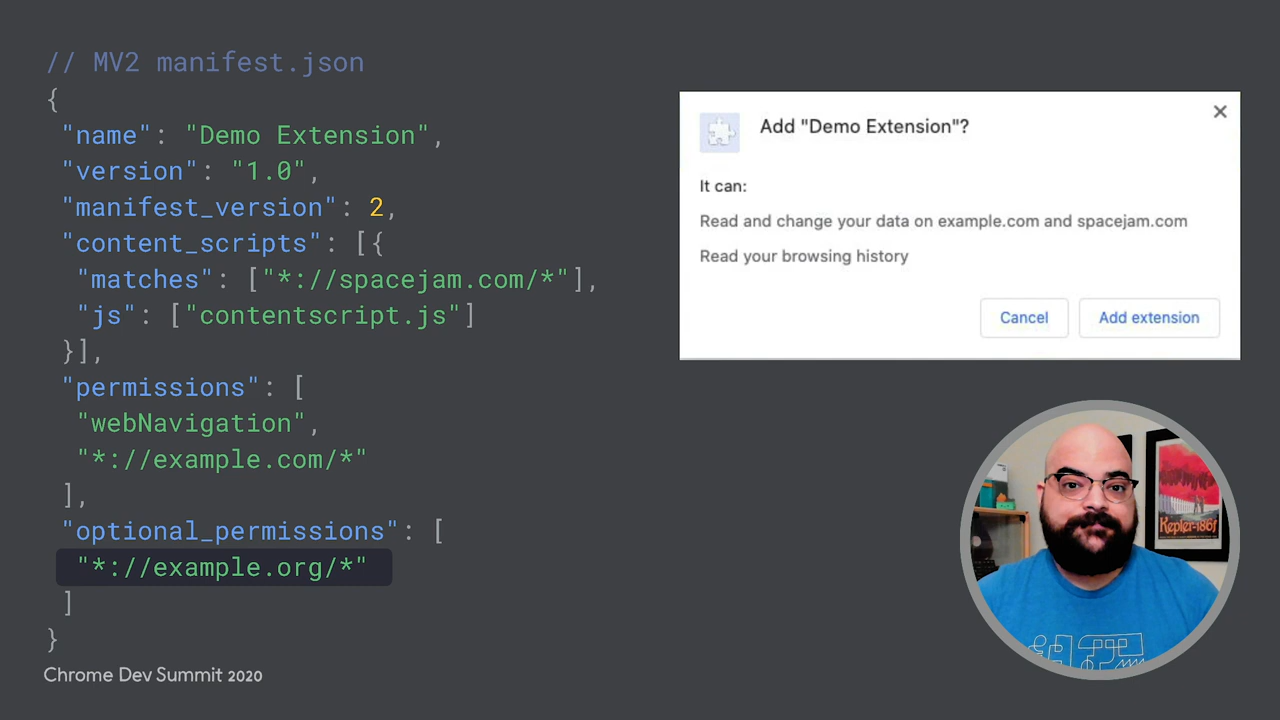 // MV2 manifest.json
{
"name": "Demo Extension",
"version": "1.0",
"manifest_version": 2,
"content_scripts": [{
"matches": ["*://spacejam.com/*"],
"js": ["contentscript.js"]
}],
"permissions": [
"webNavigation",
"*://example.com/*"
],
"optional_permissions": [
"*://example.org/*"
]
}
Chrome Dev Summit 2020
Add "Demo Extension"?
It can:
Read and change your data on example.com and spacejam.com
Read your browsing history
Cancel
Add extension
Kepler-186f